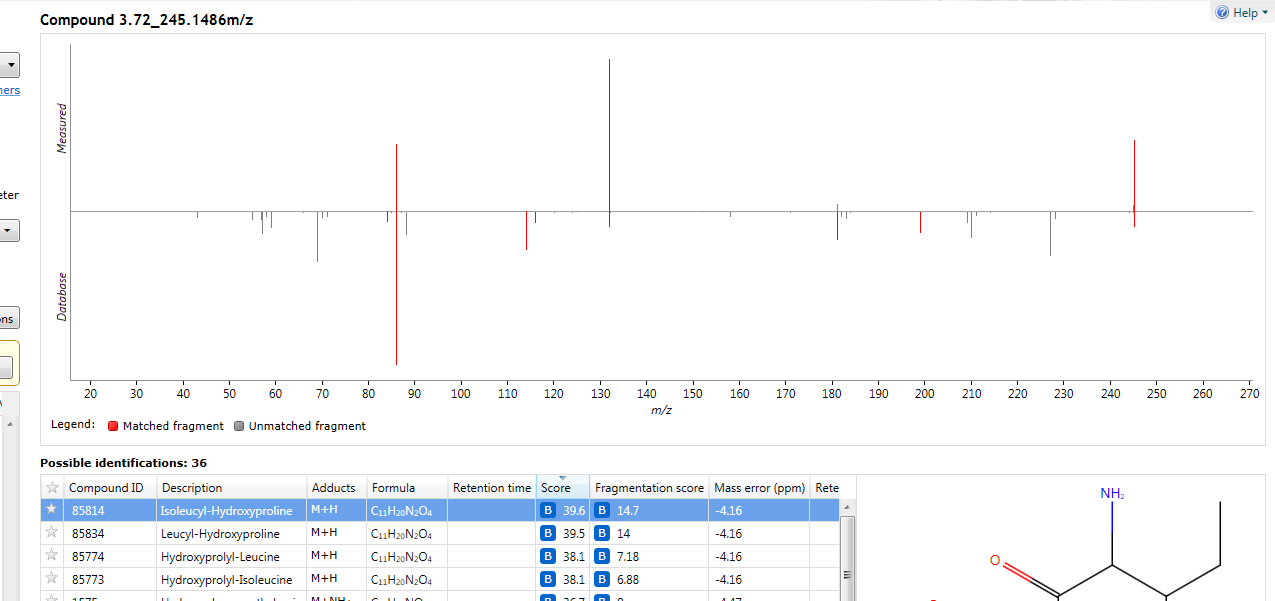 Compound 3.72_245.1486m/z
Help
ners
Measured
eter
Database
ons
20 30 40 50 60 70 80 90 100 110 120 130 140 150 160 170 180 190 200 210 220 230 240 250 260 270
m/z
Legend: Matched fragment Unmatched fragment
Possible identifications: 36
Compound ID Description Adducts Formula Retention time Score Fragmentation score Mass error (ppm) Rete
85814 Isoleucyl-Hydroxyproline M+H C₁₁H₂₀N₂O₄ B 39.6 B 14.7 -4.16
85834 Leucyl-Hydroxyproline M+H C₁₁H₂₀N₂O₄ B 39.5 B 14 -4.16
85774 Hydroxyprolyl-Leucine M+H C₁₁H₂₀N₂O₄ B 38.1 B 7.18 -4.16
85773 Hydroxyprolyl-Isoleucine M+H C₁₁H₂₀N₂O₄ B 38.1 B 6.88 -4.16
NH₂
O